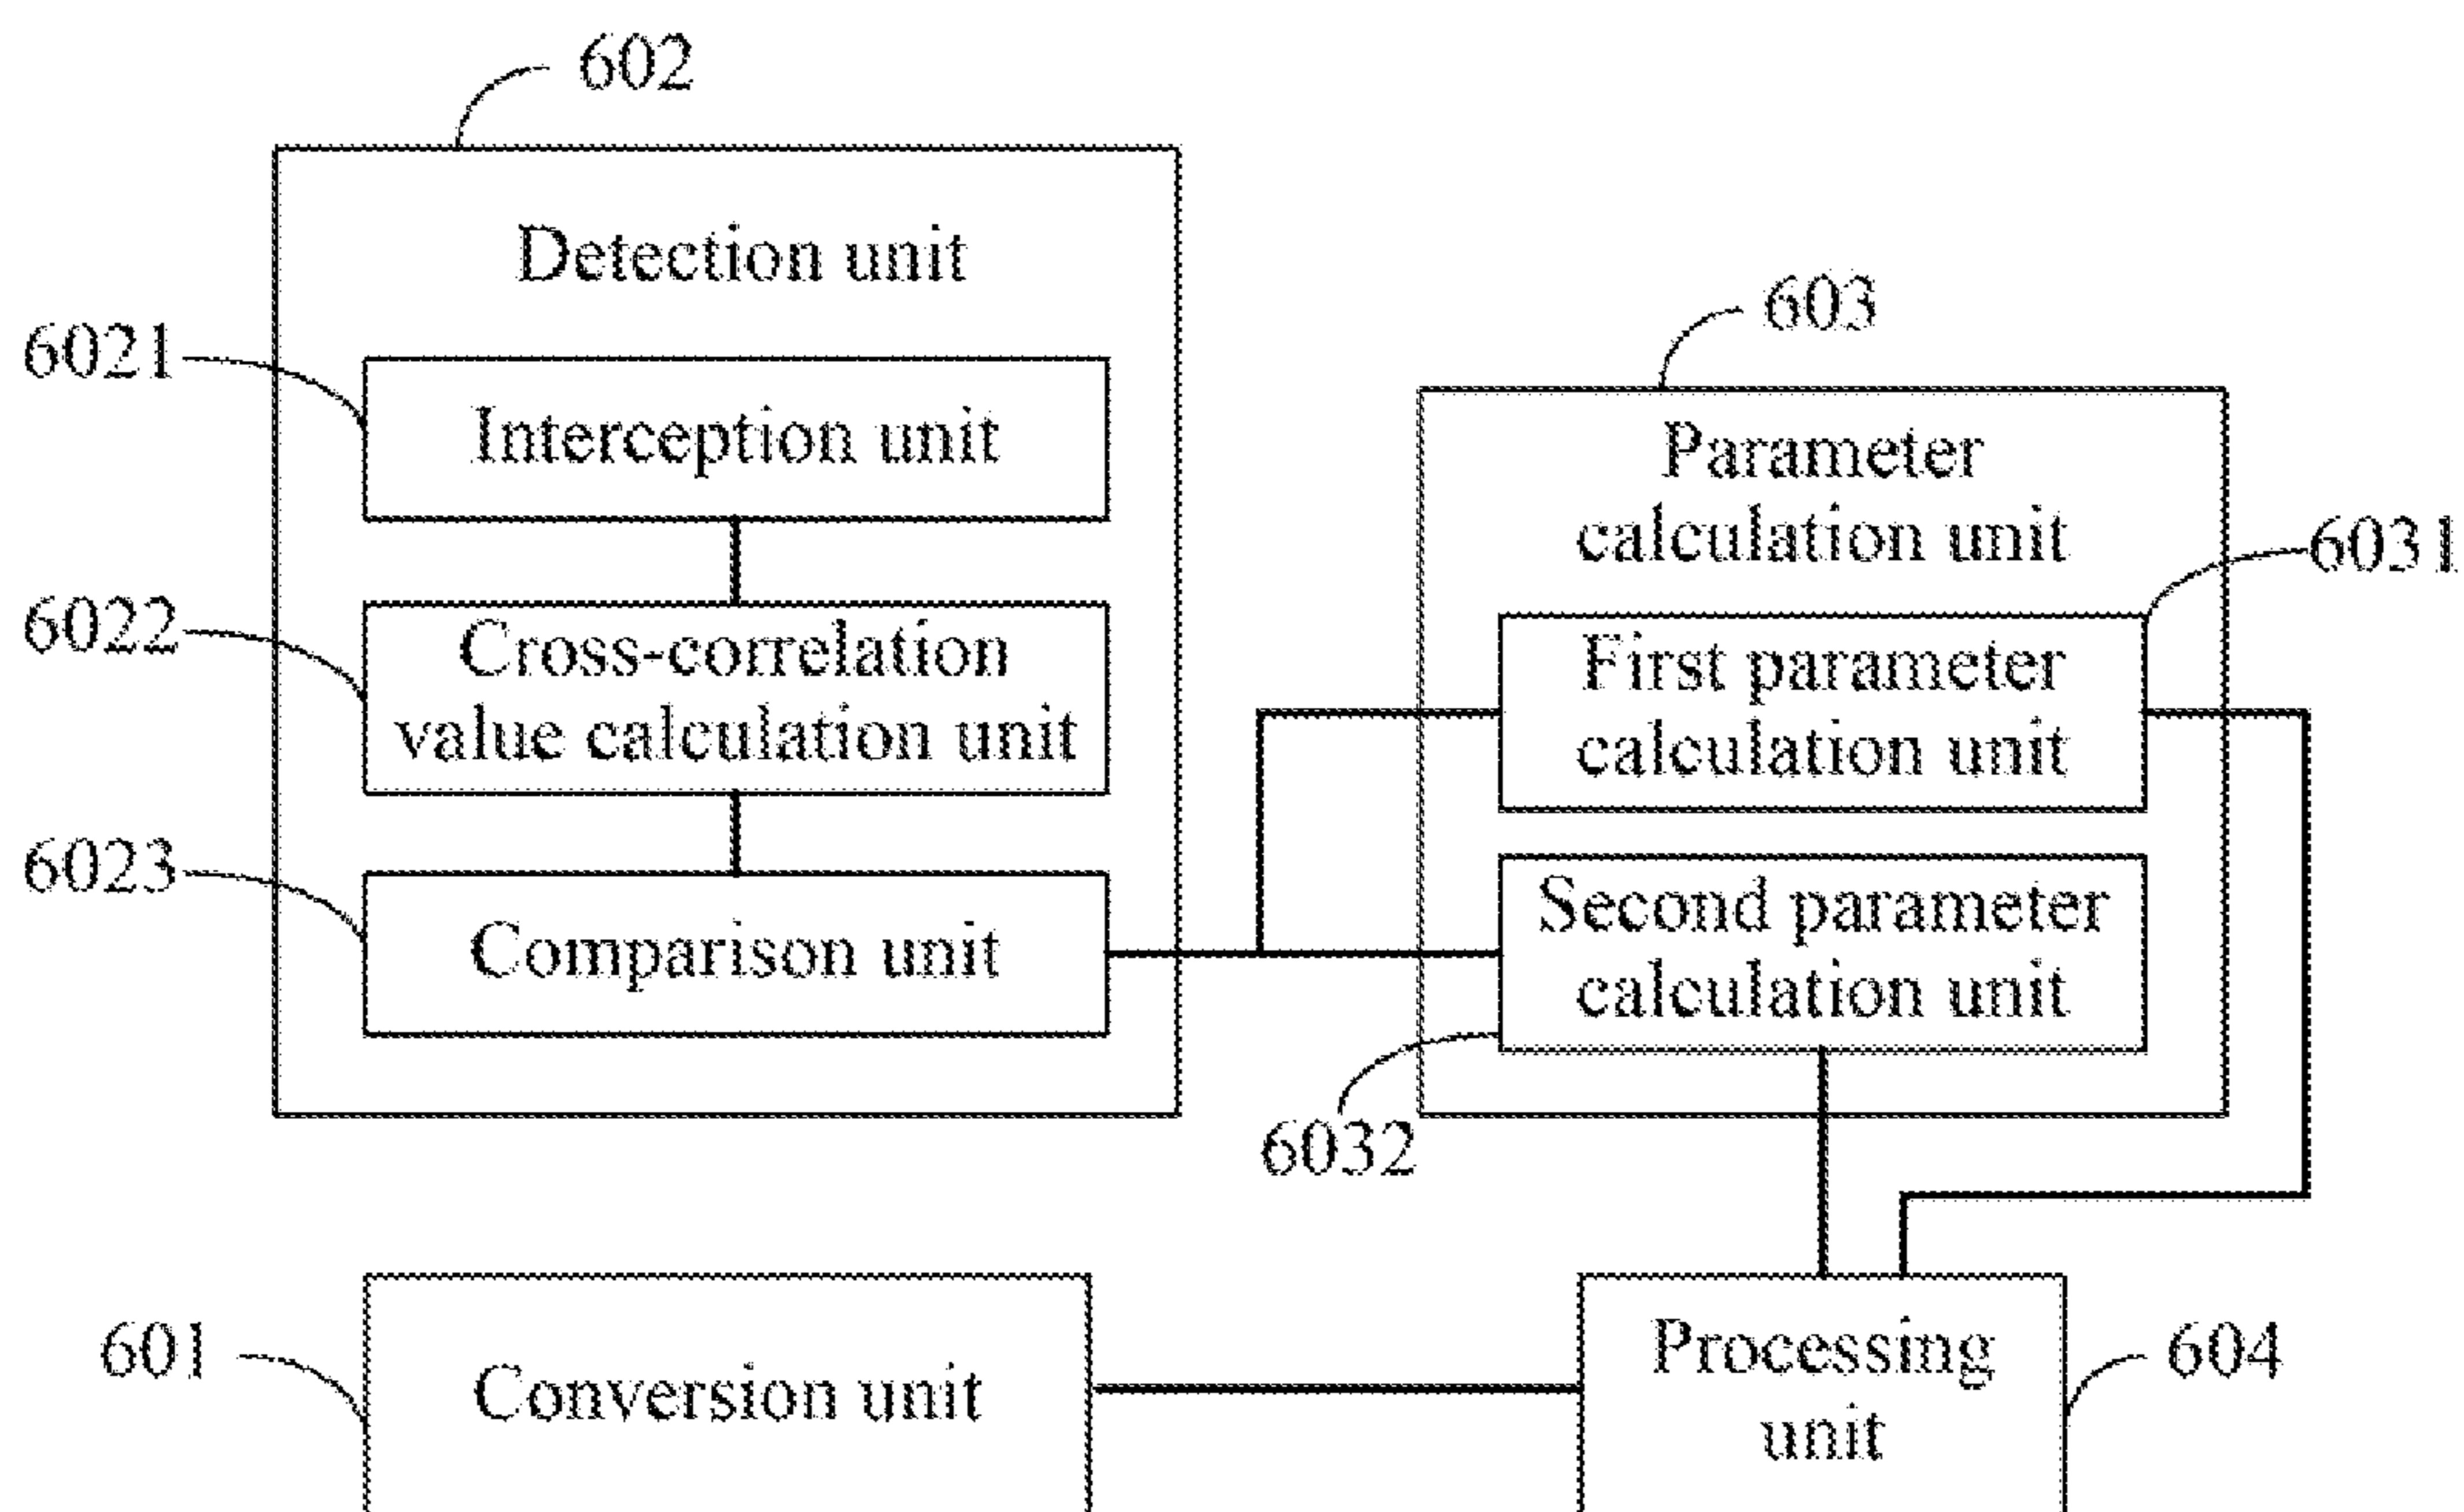 602
Detection unit
603
6021
Interception unit
Parameter
calculation unit
6031
6022
Cross-correlation
value calculation unit
First parameter
calculation unit
6023
Comparison unit
Second parameter
calculation unit
6032
601
Conversion unit
Processing
unit
604